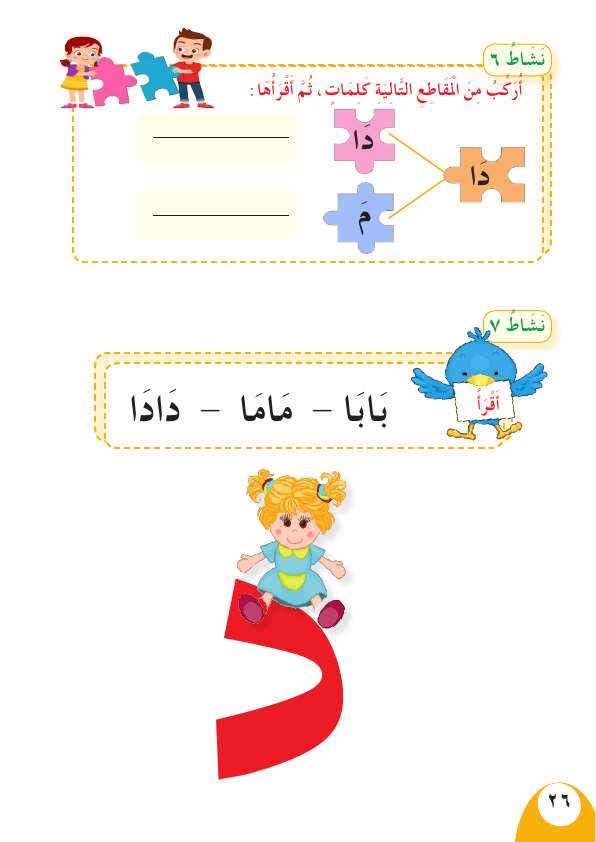 نَشَاطُ ٦
أُرَكِّبُ مِنَ الْمَقَاطِعِ التَّالِيَةِ كَلِمَاتٍ، ثُمَّ أَقْرَأُهَا:
دَا
دَا
مَ
نَشَاطُ ٧
أَقْرَأُ
بَابَا – مَامَا – دَادَا
د
٢٦